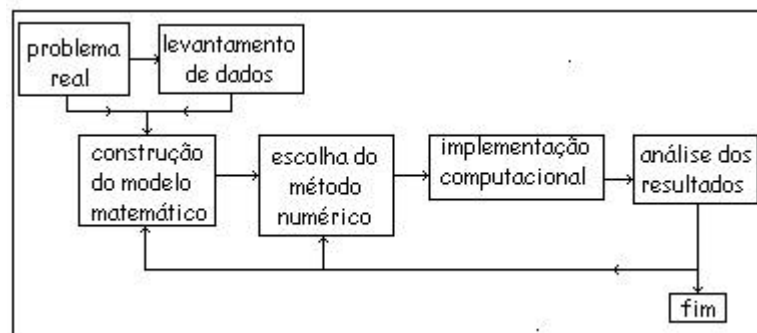 problema
real
levantamento
de dados
construção
do modelo
matemático
escolha do
método
numérico
implementação
computacional
análise dos
resultados
fim